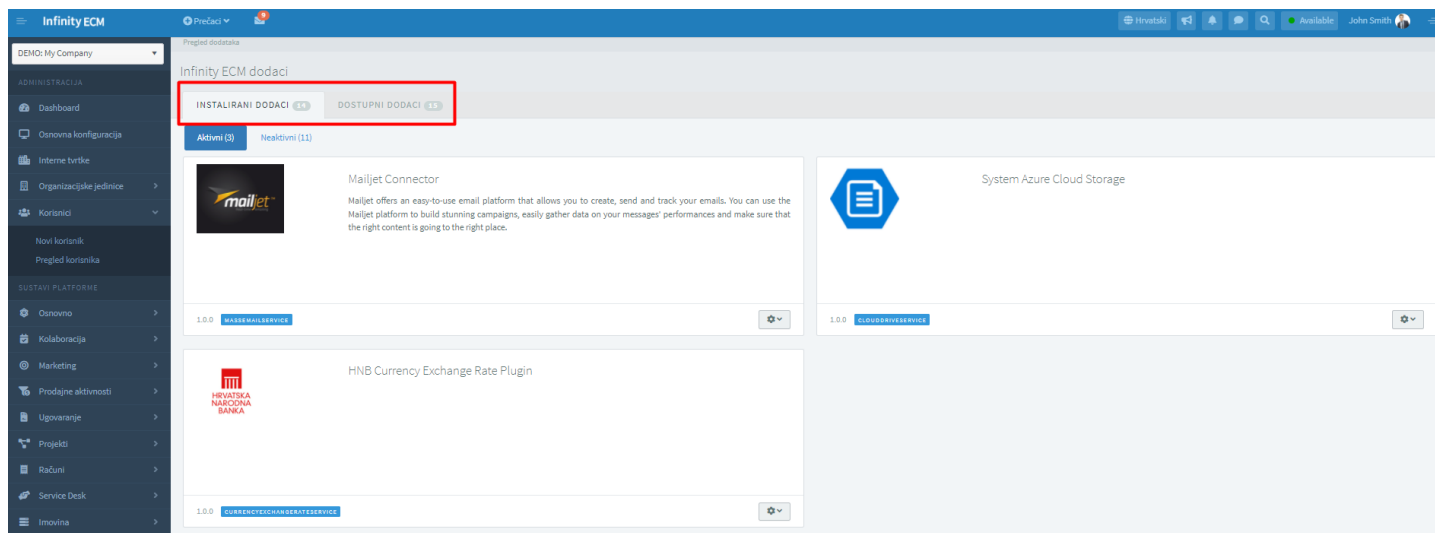 Infinity ECM
Prečaci
9
Hrvatski
Available
John Smith
DEMO: My Company
Pregled dodataka
Infinity ECM dodaci
INSTALIRANI DODACI 14
DOSTUPNI DODACI
Aktivni (3)
Neaktivni (11)
ADMINISTRACIJA
Dashboard
Osnovna konfiguracija
Interne tvrtke
Organizacijske jedinice
Korisnici
Novi korisnik
Pregled korisnika
SUSTAVI PLATFORME
Osnovno
Kolaboracija
Marketing
Prodajne aktivnosti
Ugovaranje
Projekti
Računi
Service Desk
Imovina
mailjet
Mailjet Connector
Mailjet offers an easy-to-use email platform that allows you to create, send and track your emails. You can use the
Mailjet platform to build stunning campaigns, easily gather data on your messages' performances and make sure that
the right content is going to the right place.
1.0.0 MASSEMAILSERVICE
System Azure Cloud Storage
1.0.0 CLOUDDRIVESERVICE
HRVATSKA
NARODNA
BANKA
HNB Currency Exchange Rate Plugin
1.0.0 CURRENCYEXCHANGERATESERVICE